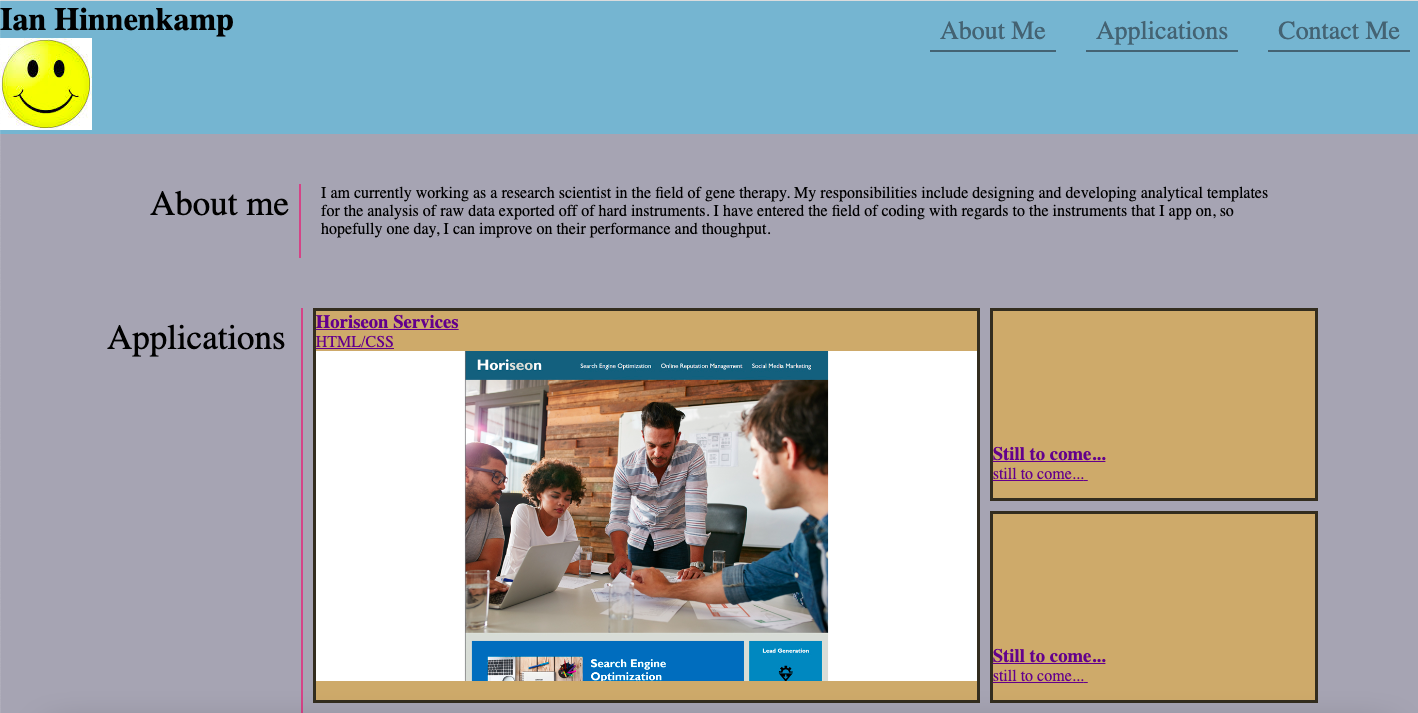 Ian Hinnenkamp
About Me Applications Contact Me
About me
I am currently working as a research scientist in the field of gene therapy. My responsibilities include designing and developing analytical templates
for the analysis of raw data exported off of hard instruments. I have entered the field of coding with regards to the instruments that I app on, so
hopefully one day, I can improve on their performance and thoughput.
Applications
Horiseon Services
HTML/CSS
Horiseon
Search Engine Optimization Online Reputation Management Social Media Marketing
Search Engine
Optimization
Lead Generation
Still to come...
still to come...
Still to come...
still to come...